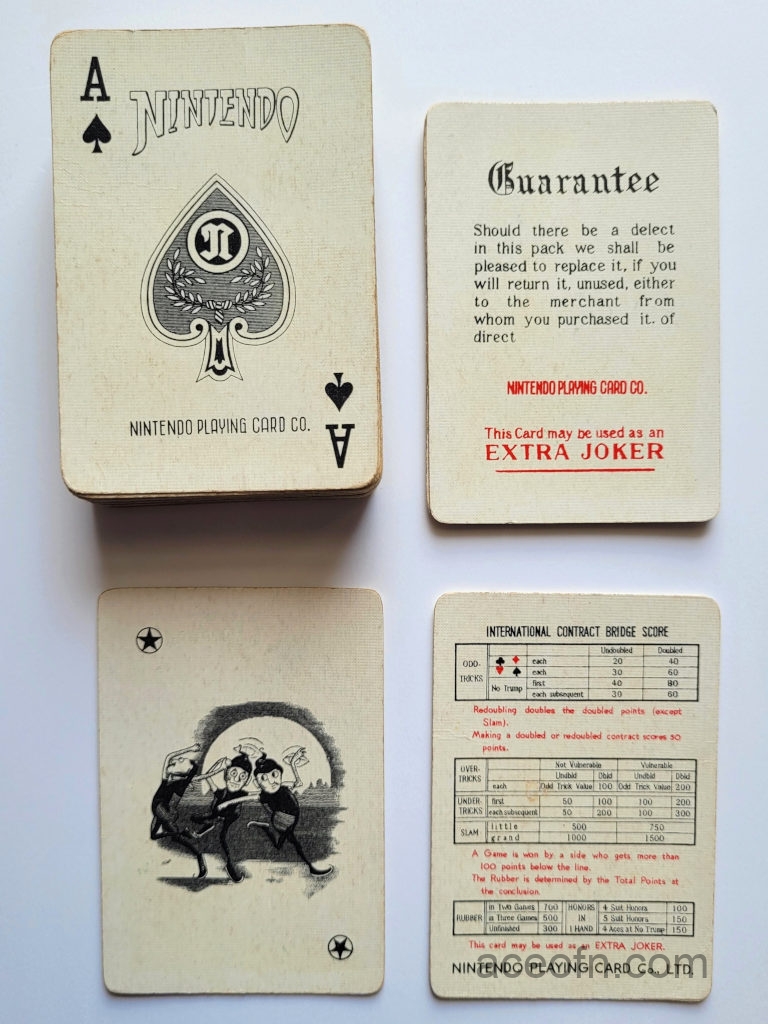 A
NINTENDO
N
NINTENDO PLAYING CARD CO.
A
Guarantee
Should there be a delect
in this pack we shall be
pleased to replace it, if you
will return it, unused, either
to the merchant from
whom you purchased it. of
direct
NINTENDO PLAYING CARD CO.
This Card may be used as an
EXTRA JOKER
INTERNATIONAL CONTRACT BRIDGE SCORE
Undoubled Doubled
ODD-TRICKS ♣ ♦ each 20 40
♥ ♠ each 30 60
No Trump first 40 80
each subsequent 30 60
Redoubling doubles the doubled points (except
Slam).
Making a doubled or redoubled contract scores 50
points.
Not Vulnerable Vulnerable
OVER-TRICKS Undbid Dbid Undbid Dbid
each Odd Trick Value 100 Odd Trick Value 200
UNDER-TRICKS first 50 100 100 200
each subsequent 50 200 100 300
SLAM little 500 750
grand 1000 1500
A Game is won by a side who gets more than
100 points below the line.
The Rubber is determined by the Total Points at
the conclusion.
RUBBER in Two Games 700 HONORS IN 1 HAND 4 Suit Honors 100
in Three Games 500 5 Suit Honors 150
Unfinished 300 4 Aces at No Trump 150
This card may be used as an EXTRA JOKER.
NINTENDO PLAYING CARD CO., LTD.
aceofn.com